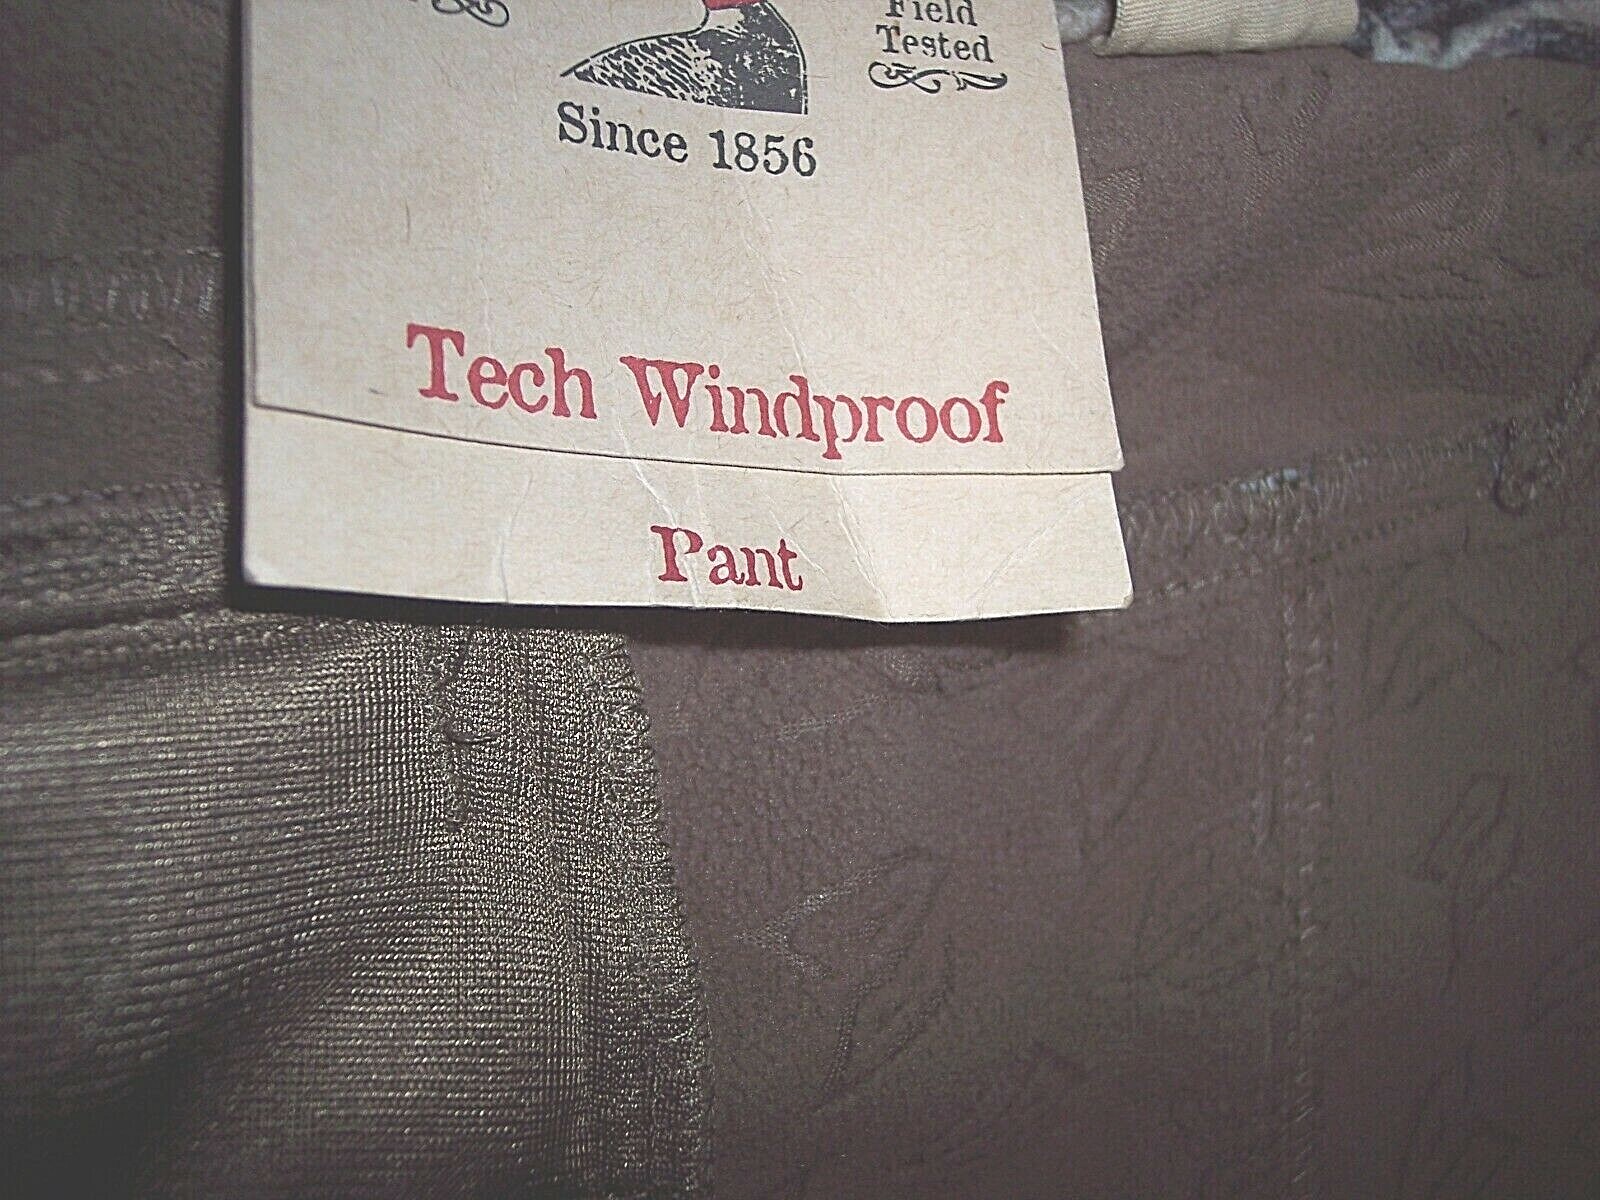 Field
Tested
Since 1856
Tech Windproof
Pant